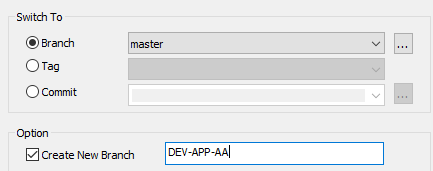 Switch To
Branch
master
...
Tag
Commit
...
Option
Create New Branch
DEV-APP-AA